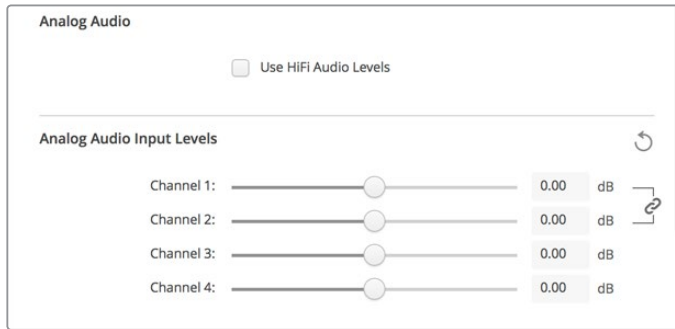 Analog Audio
Use HiFi Audio Levels
Analog Audio Input Levels
Channel 1: 0.00 dB
Channel 2: 0.00 dB
Channel 3: 0.00 dB
Channel 4: 0.00 dB